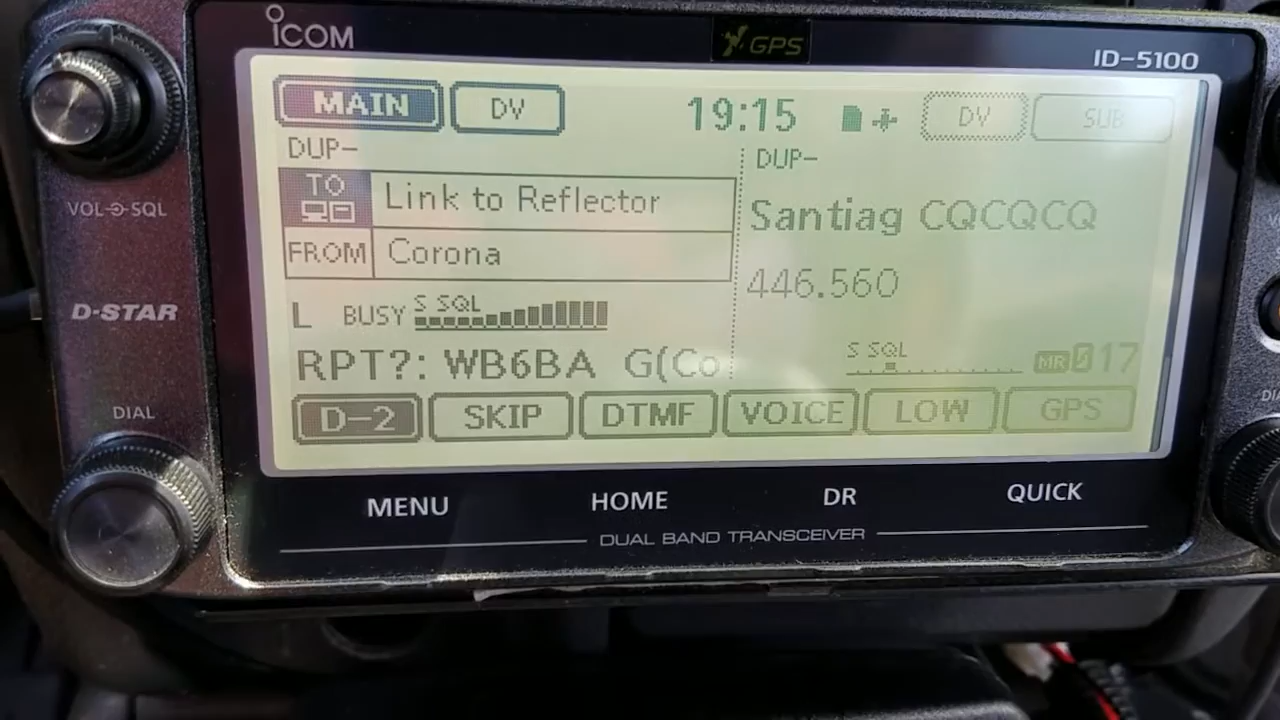 ICOM
GPS
ID-5100
MAIN DV 19:15 DV SUB
DUP-
TO Link to Reflector
FROM Corona
L BUSY S SQL
RPT?: WB6BA G(Co
DUP-
Santiag CQCQCQ
446.560
S SQL MR 017
D-2 SKIP DTMF VOICE LOW GPS
VOL SQL
D-STAR
DIAL
MENU HOME DR QUICK
DUAL BAND TRANSCEIVER